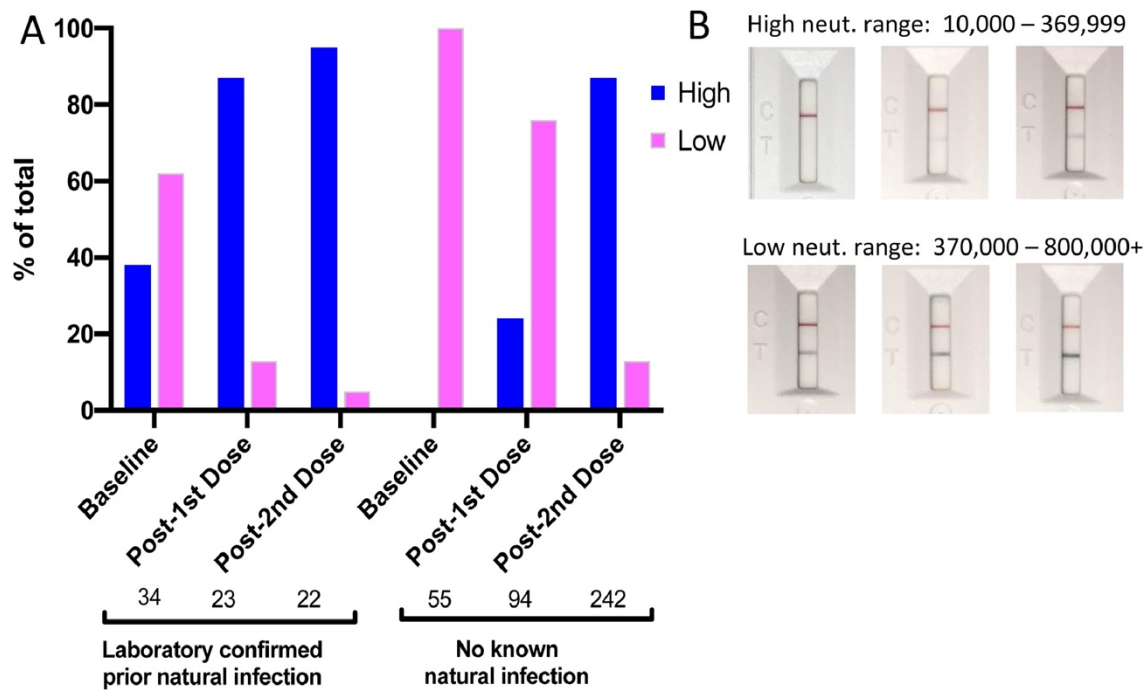 A
% of total
100
80
60
40
20
0
High
Low
Baseline
Post-1st Dose
Post-2nd Dose
Baseline
Post-1st Dose
Post-2nd Dose
34 23 22 55 94 242
Laboratory confirmed
prior natural infection
No known
natural infection
B
High neut. range: 10,000 – 369,999
C
T
C
T
C
T
Low neut. range: 370,000 – 800,000+
C
T
C
T
C
T